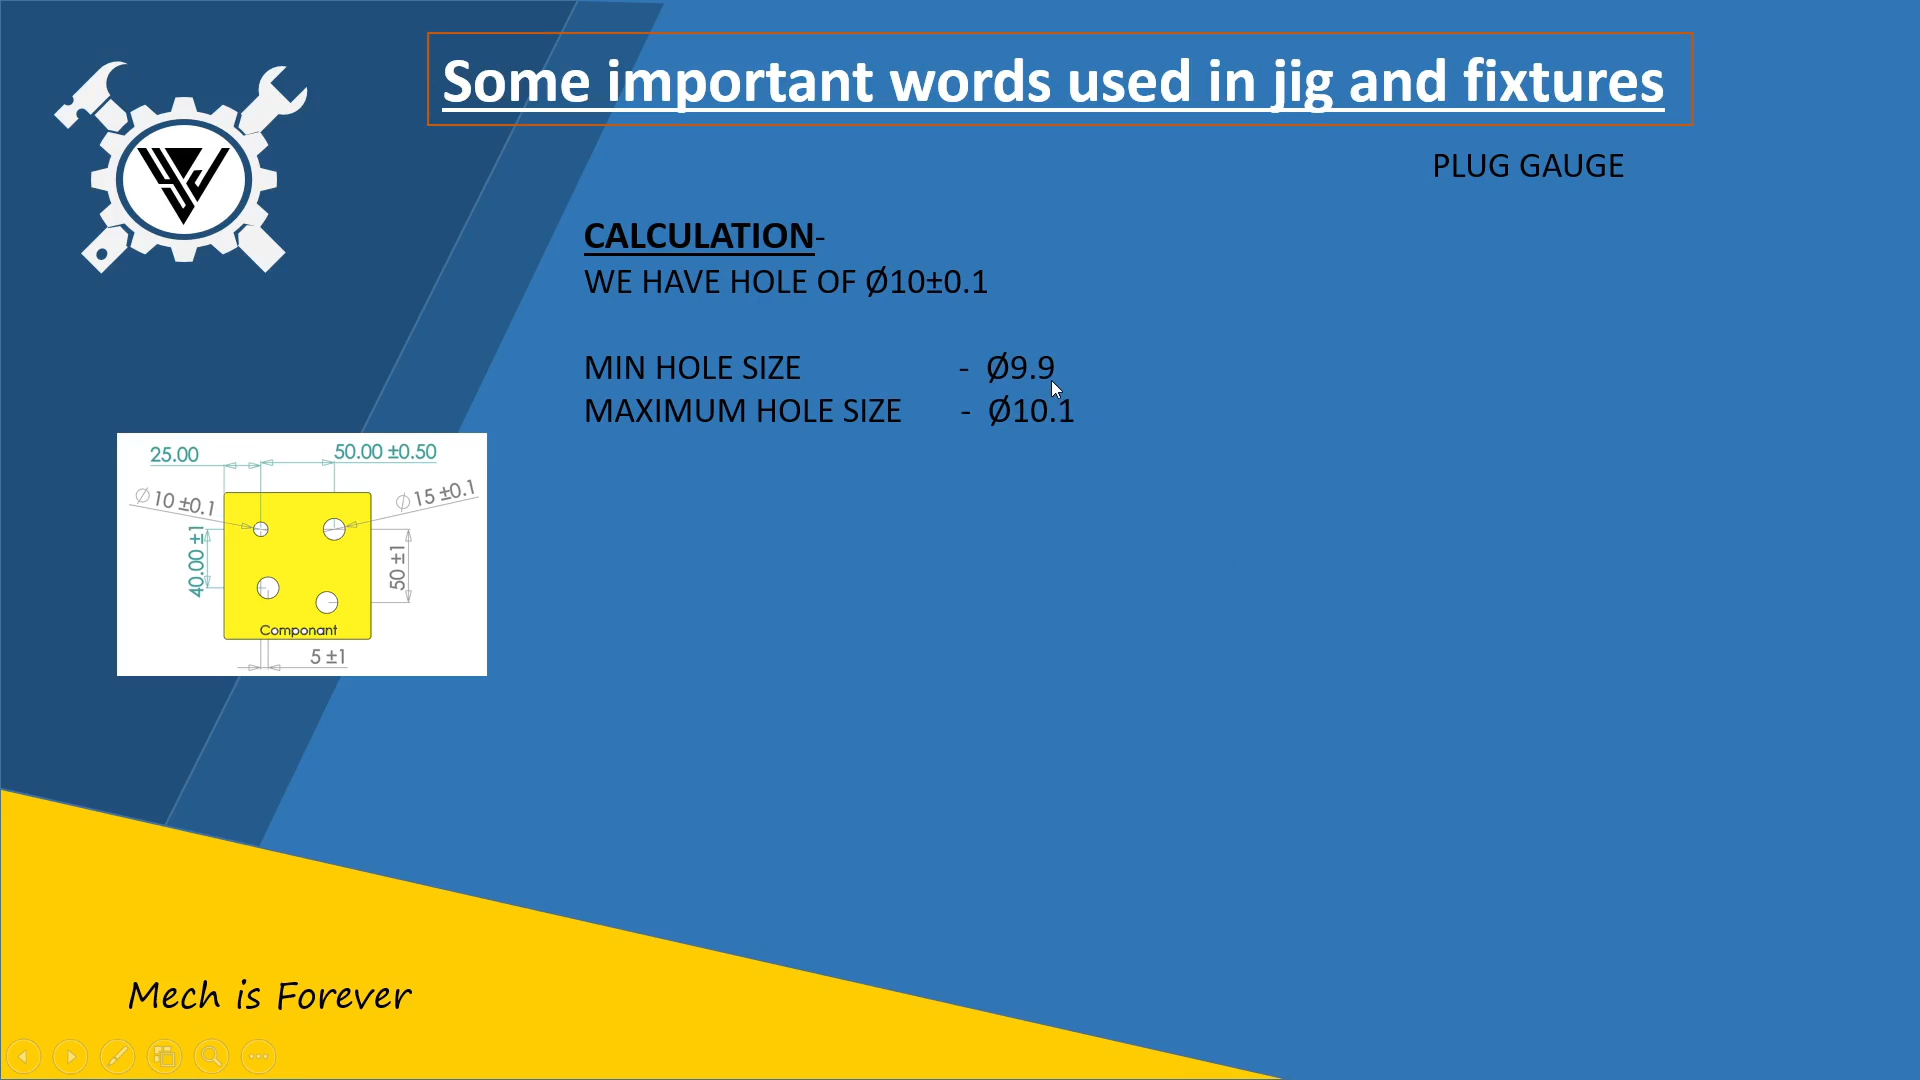 Some important words used in jig and fixtures
PLUG GAUGE
CALCULATION-
WE HAVE HOLE OF Ø10±0.1
MIN HOLE SIZE - Ø9.9
MAXIMUM HOLE SIZE - Ø10.1
25.00
50.00 ±0.50
∅10 ±0.1
∅15 ±0.1
40.00 ±1
50 ±1
Componant
5 ±1
Mech is Forever